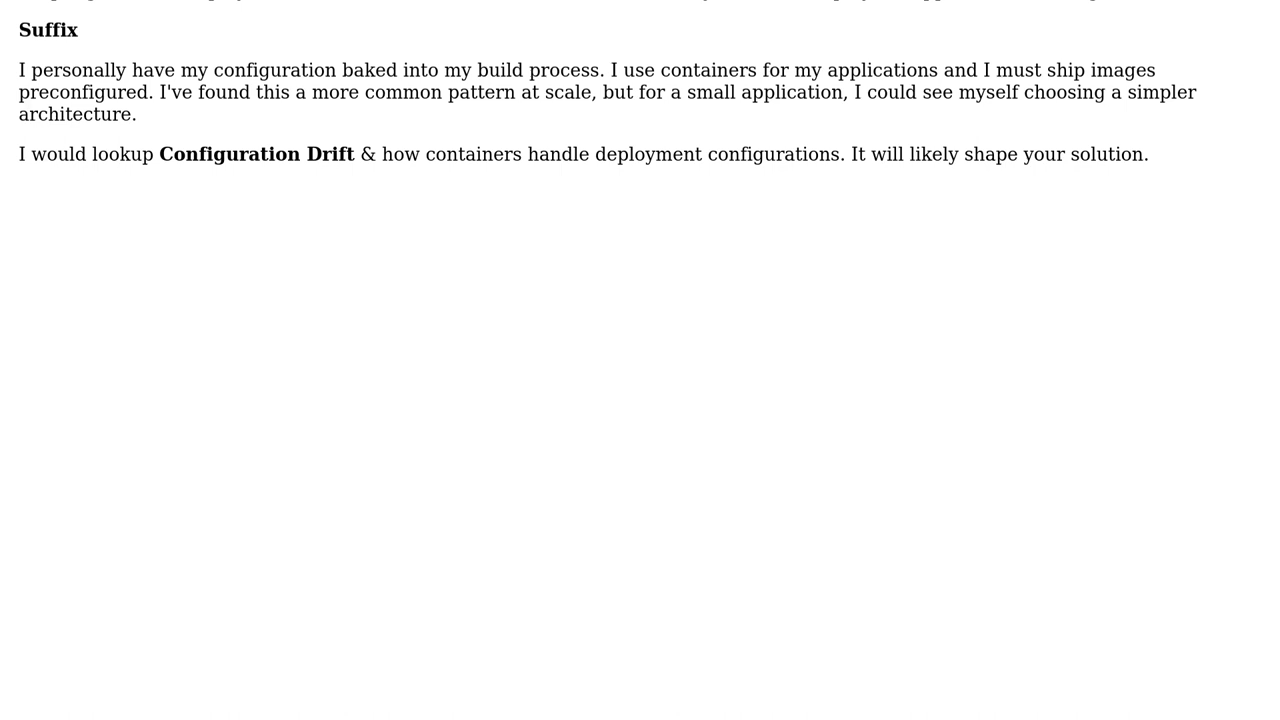 Suffix
I personally have my configuration baked into my build process. I use containers for my applications and I must ship images
preconfigured. I've found this a more common pattern at scale, but for a small application, I could see myself choosing a simpler
architecture.
I would lookup Configuration Drift & how containers handle deployment configurations. It will likely shape your solution.